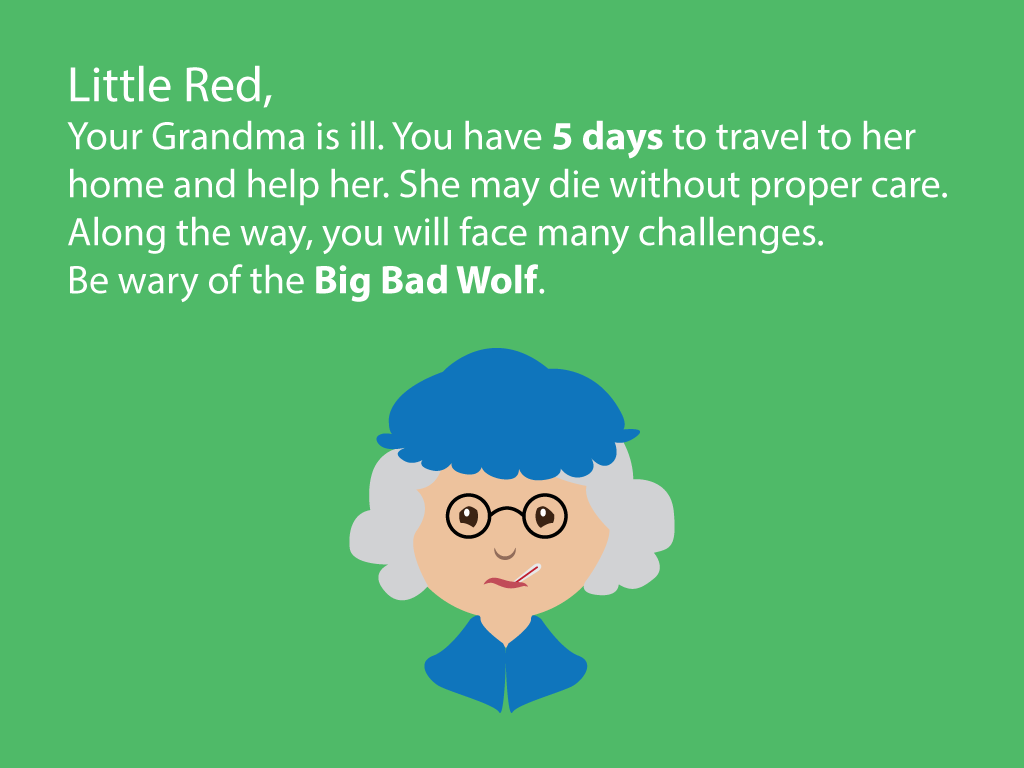 Little Red,
Your Grandma is ill. You have 5 days to travel to her
home and help her. She may die without proper care.
Along the way, you will face many challenges.
Be wary of the Big Bad Wolf.